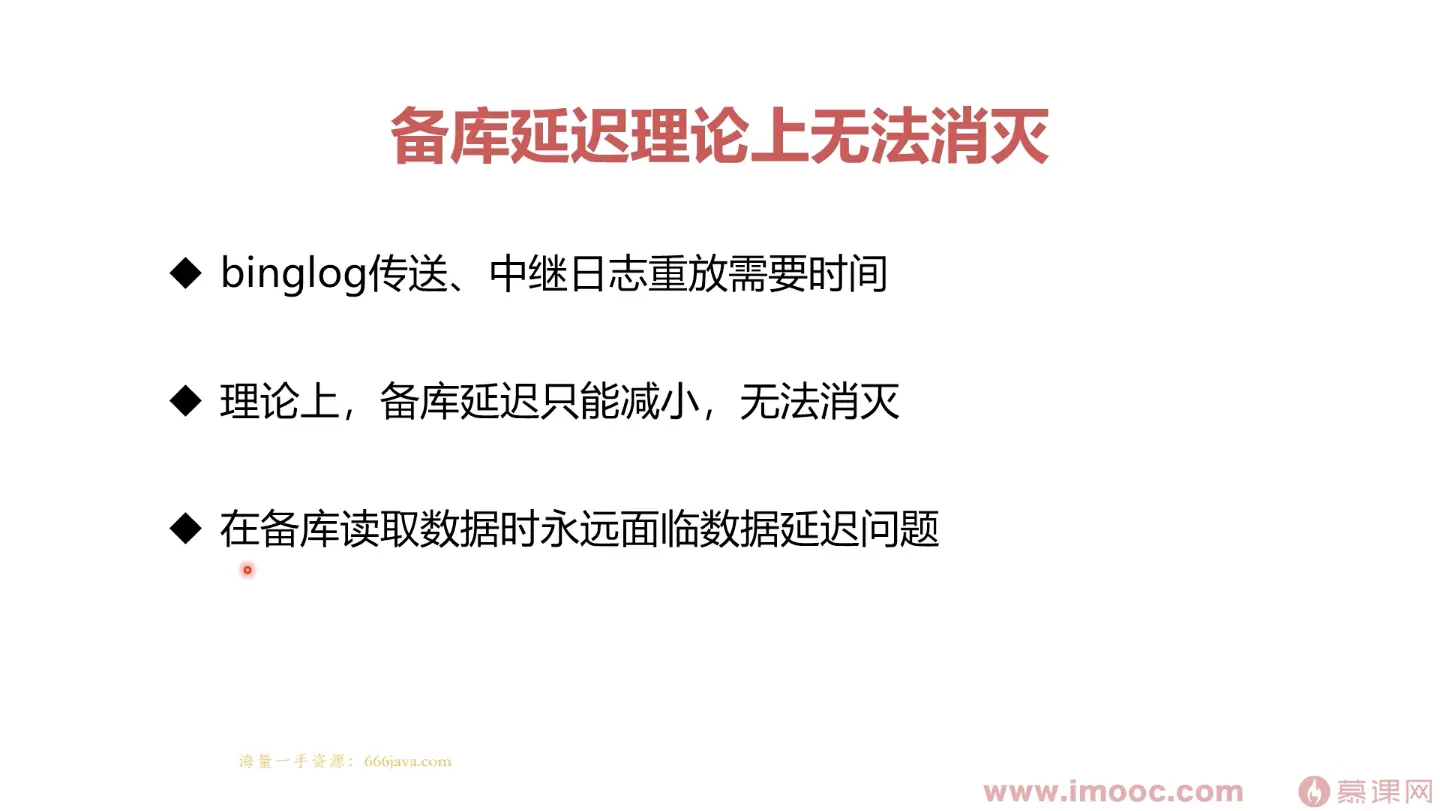 备库延迟理论上无法消灭
◆ binglog传送、中继日志重放需要时间
◆ 理论上，备库延迟只能减小，无法消灭
◆ 在备库读取数据时永远面临数据延迟问题
海量一手资源：666java.com
www.imooc.com 慕课网